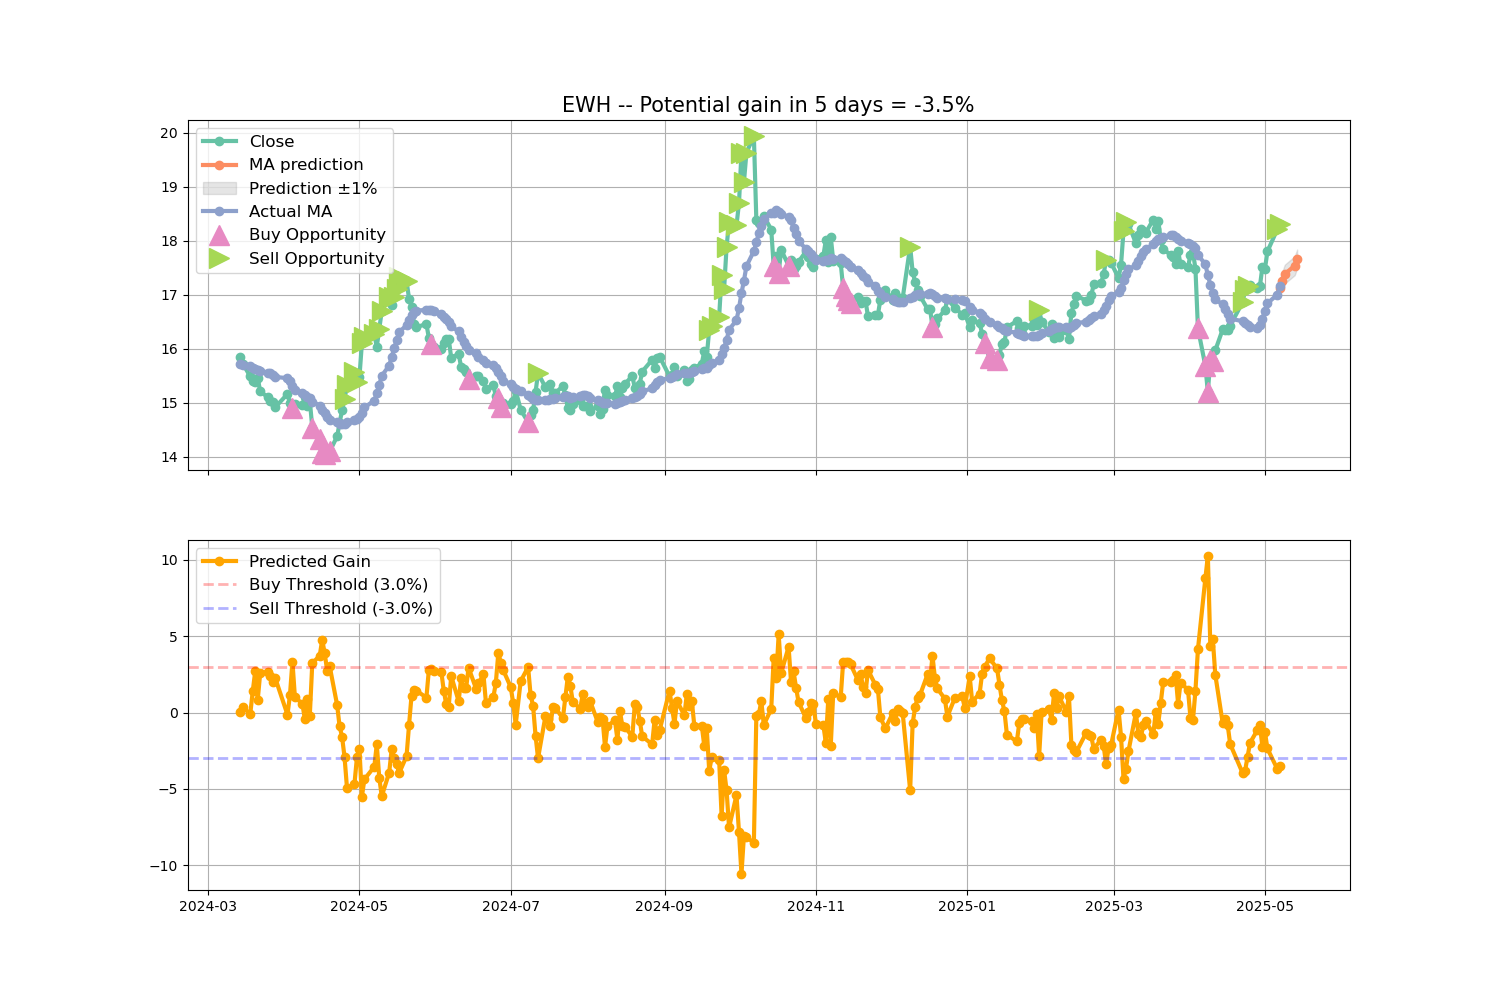 EWH -- Potential gain in 5 days = -3.5%
20
19
18
17
16
15
14
Close
MA prediction
Prediction ±1%
Actual MA
Buy Opportunity
Sell Opportunity
10
5
0
−5
−10
Predicted Gain
Buy Threshold (3.0%)
Sell Threshold (-3.0%)
2024-03
2024-05
2024-07
2024-09
2024-11
2025-01
2025-03
2025-05